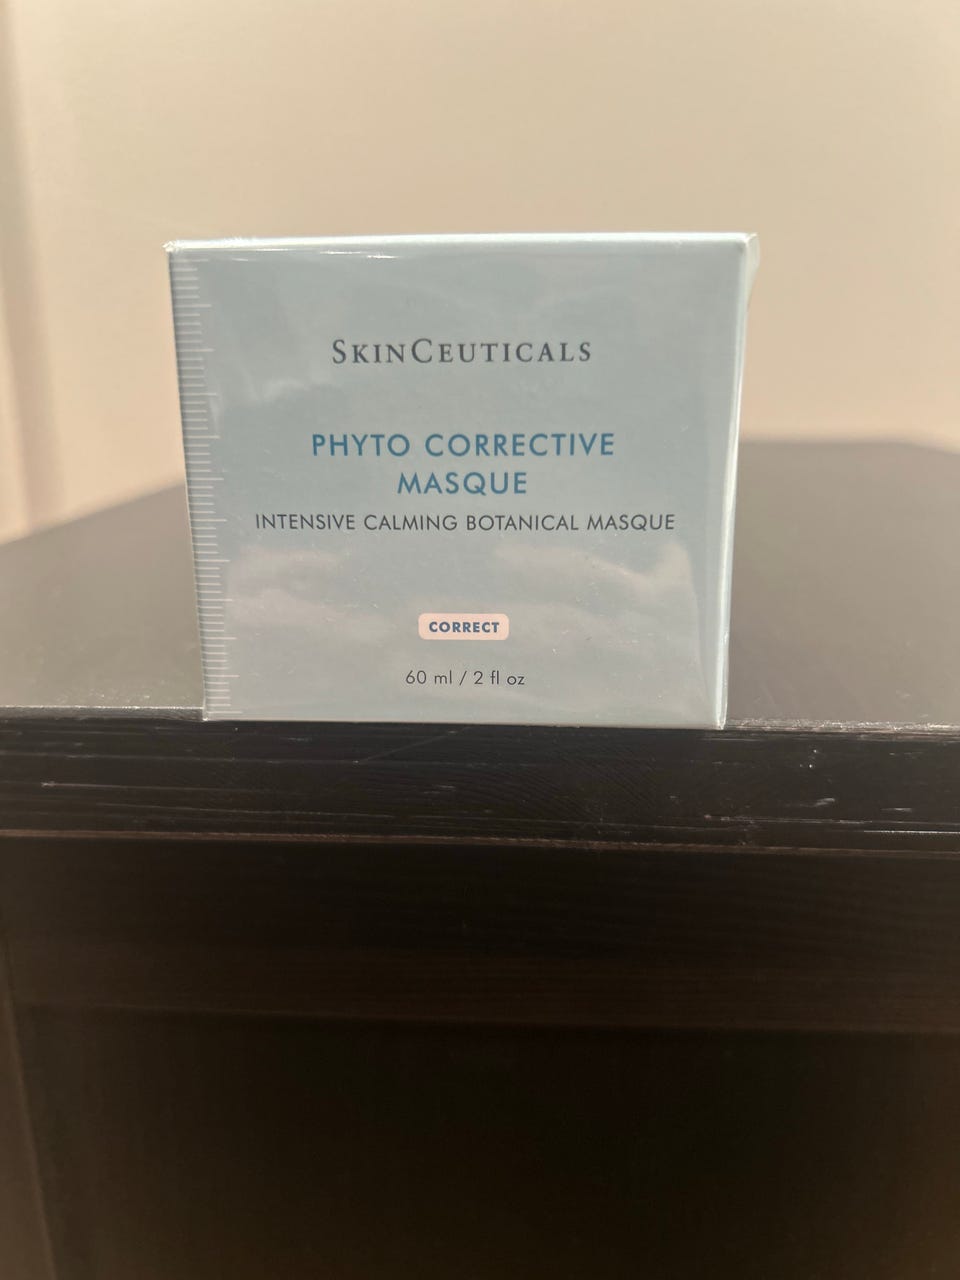 SKINCEUTICALS
PHYTO CORRECTIVE
MASQUE
INTENSIVE CALMING BOTANICAL MASQUE
CORRECT
60 ml / 2 fl oz